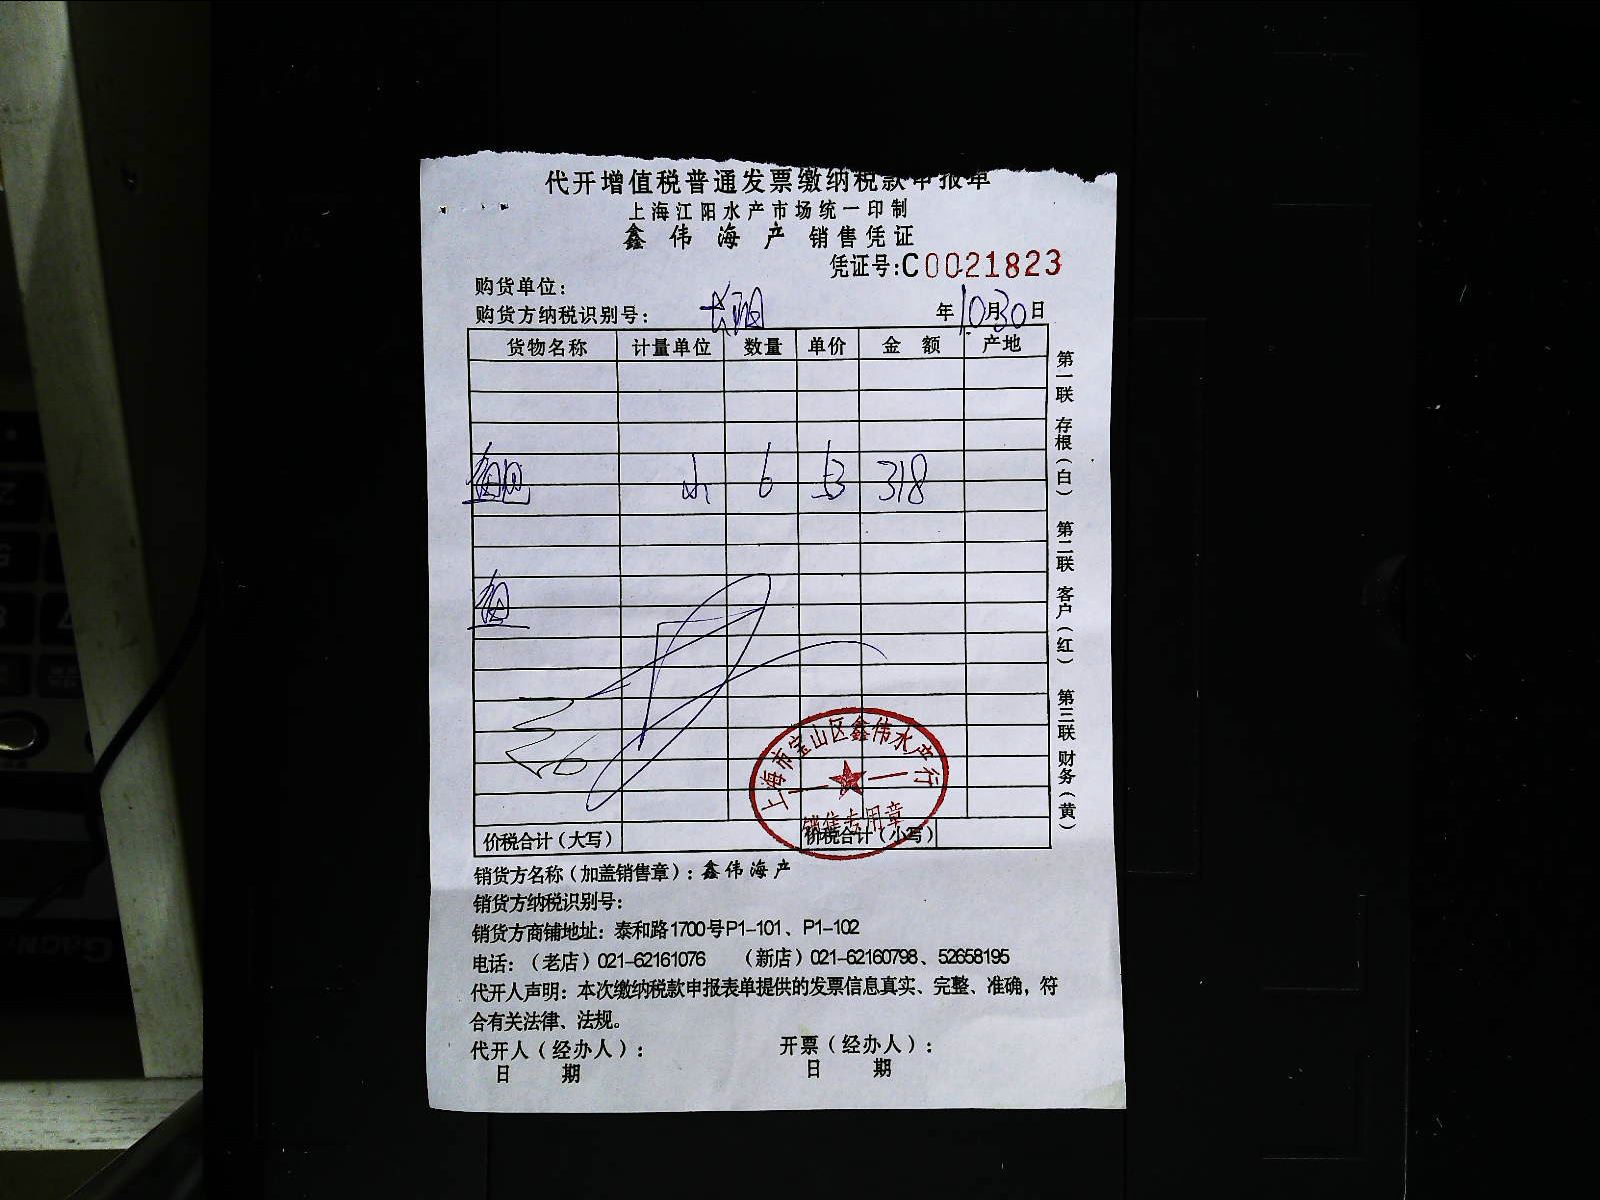 代开增值税普通发票缴纳税款申报单
上海江阳水产市场统一印制
鑫伟海产 销售凭证
凭证号:C0021823
购货单位:
购货方纳税识别号:
年10月30日
货物名称 计量单位 数量 单价 金额 产地
6 53 318
价税合计(大写) 价税合计(小写)
上海市宝山区鑫伟水产行
销售专用章
第一联 存根(白) 第二联 客户(红) 第三联 财务(黄)
销货方名称(加盖销售章):鑫伟海产
销货方纳税识别号:
销货方商铺地址:泰和路1700号P1-101、P1-102
电话:(老店)021-62161076 (新店)021-62160798、52658195
代开人声明:本次缴纳税款申报表单提供的发票信息真实、完整、准确,符
合有关法律、法规。
代开人(经办人): 开票(经办人):
日期 日期